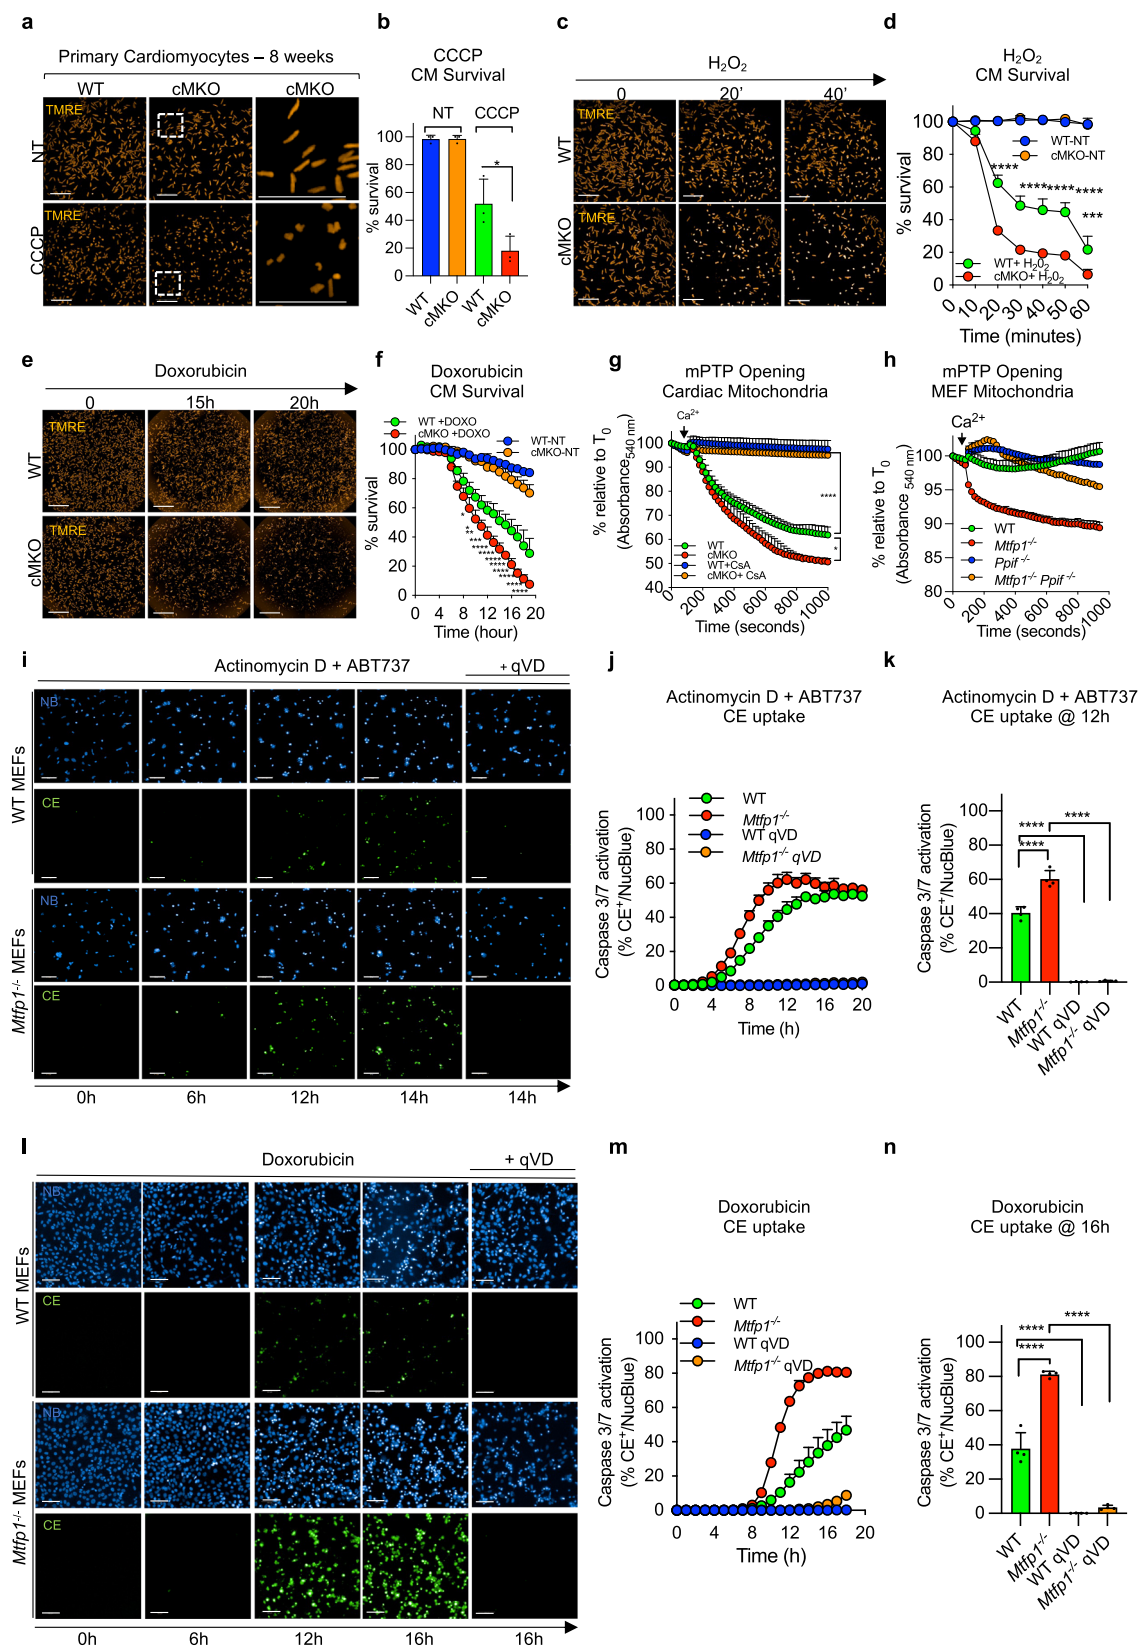 a
Primary Cardiomyocytes – 8 weeks
WT
cMKO
cMKO
TMRE
NT
TMRE
CCCP
b
CCCP
CM Survival
NT
CCCP
*
% survival
100
80
60
40
20
0
WT
cMKO
WT
cMKO
c
H₂O₂
0
20'
40'
TMRE
WT
TMRE
cMKO
d
H₂O₂
CM Survival
% survival
100
80
60
40
20
0
WT-NT
cMKO-NT
****
****
****
****
***
WT+ H₂0₂
cMKO+ H₂0₂
0
10
20
30
40
50
60
Time (minutes)
e
Doxorubicin
0
15h
20h
TMRE
WT
TMRE
cMKO
f
Doxorubicin
CM Survival
WT +DOXO
cMKO +DOXO
WT-NT
cMKO-NT
% survival
100
80
60
40
20
0
*
**
****
****
****
****
****
****
****
0
4
8
12
16
20
Time (hour)
g
mPTP Opening
Cardiac Mitochondria
Ca²⁺
% relative to T₀
(Absorbance₅₄₀ ₙₘ)
100
90
80
70
60
50
40
****
*
WT
cMKO
WT+CsA
cMKO+ CsA
0
200
400
600
800
1000
Time (seconds)
h
mPTP Opening
MEF Mitochondria
Ca²⁺
% relative to T₀
(Absorbance ₅₄₀ ₙₘ)
100
95
90
85
80
WT
Mtfp1⁻/⁻
Ppif ⁻/⁻
Mtfp1⁻/⁻ Ppif ⁻/⁻
0
200
400
600
800
1000
Time (seconds)
i
Actinomycin D + ABT737
+ qVD
NB
WT MEFs
CE
NB
Mtfp1⁻/⁻ MEFs
CE
0h
6h
12h
14h
14h
j
Actinomycin D + ABT737
CE uptake
WT
Mtfp1⁻/⁻
WT qVD
Mtfp1⁻/⁻ qVD
Caspase 3/7 activation
(% CE⁺/NucBlue)
100
80
60
40
20
0
0
4
8
12
16
20
Time (h)
k
Actinomycin D + ABT737
CE uptake @ 12h
Caspase 3/7 activation
(% CE⁺/NucBlue)
100
80
60
40
20
0
****
****
****
WT
Mtfp1⁻/⁻
WT qVD
Mtfp1⁻/⁻ qVD
l
Doxorubicin
+ qVD
NB
WT MEFs
CE
NB
Mtfp1⁻/⁻ MEFs
CE
0h
6h
12h
16h
16h
m
Doxorubicin
CE uptake
WT
Mtfp1⁻/⁻
WT qVD
Mtfp1⁻/⁻ qVD
Caspase 3/7 activation
(% CE⁺/NucBlue)
100
80
60
40
20
0
0
4
8
12
16
20
Time (h)
n
Doxorubicin
CE uptake @ 16h
Caspase 3/7 activation
(% CE⁺/NucBlue)
100
80
60
40
20
0
****
****
****
WT
Mtfp1⁻/⁻
WT qVD
Mtfp1⁻/⁻ qVD